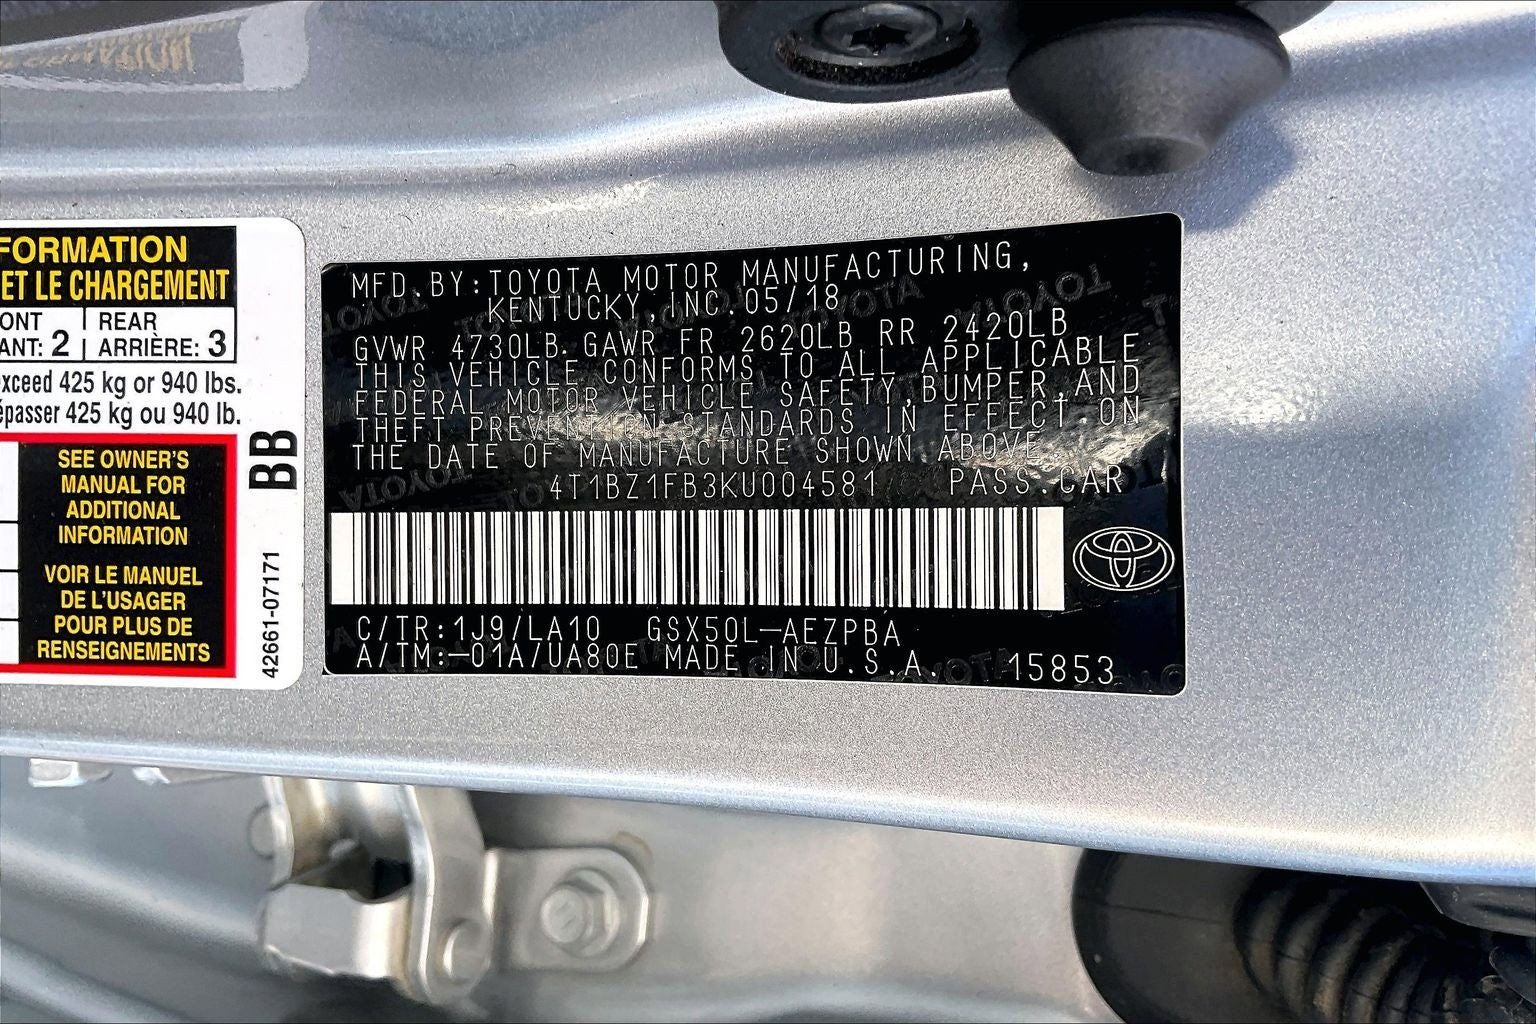 FORMATION
ET LE CHARGEMENT
ONT 2 REAR
ANT: 2 ARRIÈRE: 3
xceed 425 kg or 940 lbs.
épasser 425 kg ou 940 lb.
SEE OWNER'S
MANUAL FOR
ADDITIONAL
INFORMATION
VOIR LE MANUEL
DE L'USAGER
POUR PLUS DE
RENSEIGNEMENTS
BB
42661-07171
MFD.BY:TOYOTA MOTOR MANUFACTURING,
KENTUCKY,INC.05/18
GVWR 4730LB.GAWR FR 2620LB RR 2420LB
THIS VEHICLE CONFORMS TO ALL APPLICABLE
FEDERAL MOTOR VEHICLE SAFETY,BUMPER,AND
THEFT PREVENTION STANDARDS IN EFFECT ON
THE DATE OF MANUFACTURE SHOWN ABOVE.
4T1BZ1FB3KU004581 PASS.CAR
C/TR:1J9/LA10 GSX50L-AEZPBA
A/TM:-01A/UA80E MADE IN U.S.A. 15853